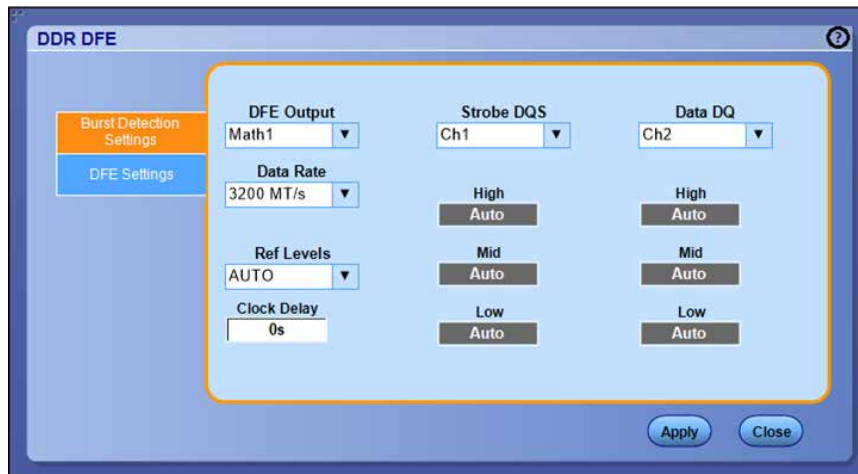 DDR DFE
?
Burst Detection
Settings
DFE Settings
DFE Output
Math1
Strobe DQS
Ch1
Data DQ
Ch2
Data Rate
3200 MT/s
High
Auto
High
Auto
Ref Levels
AUTO
Mid
Auto
Mid
Auto
Clock Delay
0s
Low
Auto
Low
Auto
Apply
Close